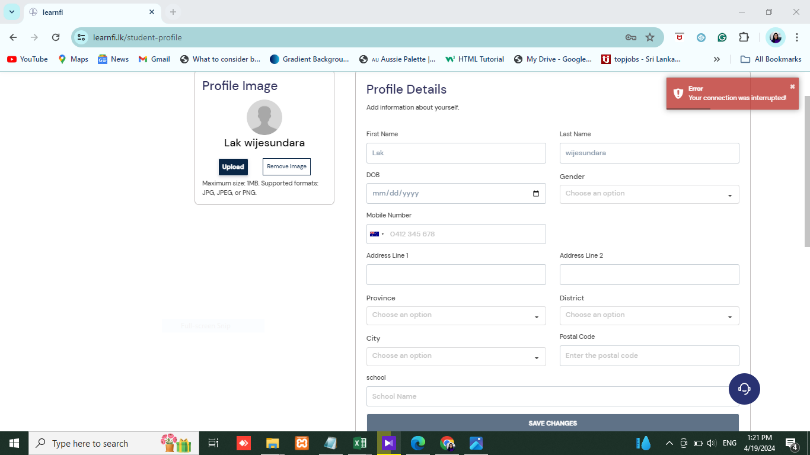 learnfi
learnfi.lk/student-profile
YouTube
Maps
News
Gmail
What to consider b...
Gradient Backgrou...
AU Aussie Palette |...
HTML Tutorial
My Drive - Google...
topjobs - Sri Lanka...
All Bookmarks
Error
Your connection was interrupted!
Profile Image
Lak wijesundara
Upload
Remove Image
Maximum size: 1MB. Supported formats:
JPG, JPEG, or PNG.
Profile Details
Add information about yourself.
First Name
Last Name
Lak
wijesundara
DOB
Gender
mm/dd/yyyy
Choose an option
Mobile Number
0412 345 678
Address Line 1
Address Line 2
Province
District
Choose an option
Choose an option
City
Postal Code
Choose an option
Enter the postal code
school
School Name
SAVE CHANGES
Type here to search
ENG
1:21 PM
4/19/2024
4